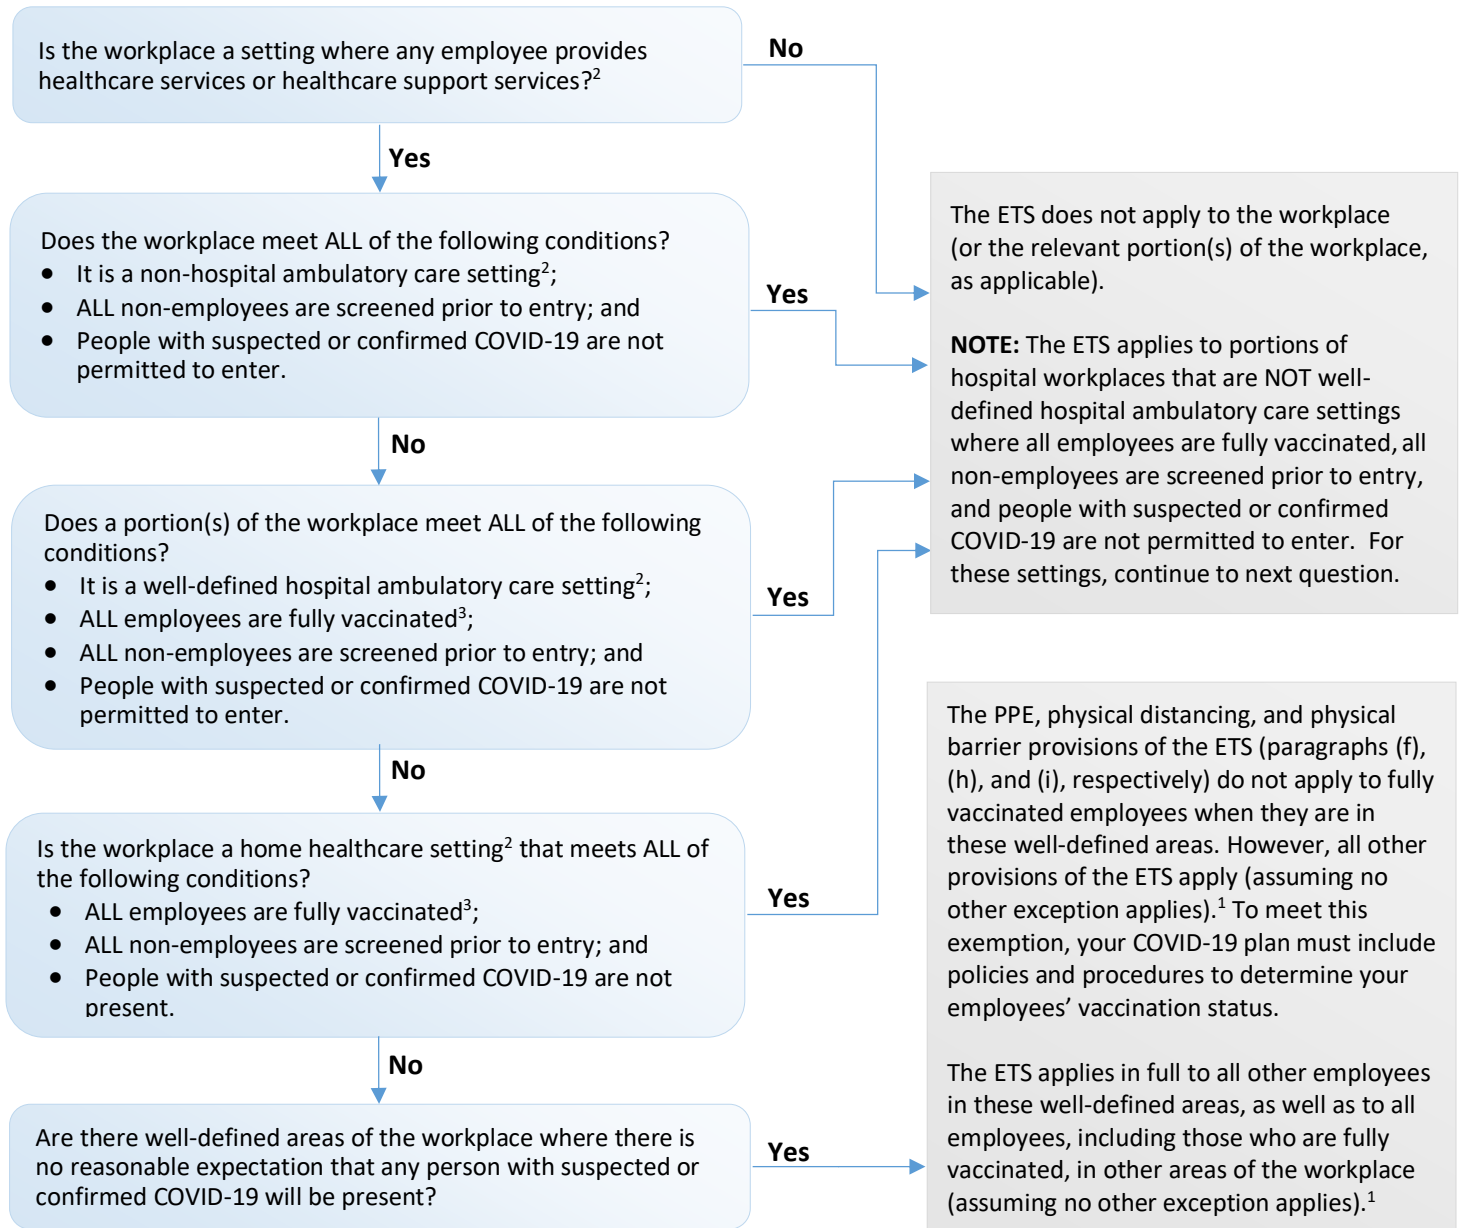 Is the workplace a setting where any employee provides
healthcare services or healthcare support services?2
No
Yes
Does the workplace meet ALL of the following conditions?
• It is a non-hospital ambulatory care setting2;
• ALL non-employees are screened prior to entry; and
• People with suspected or confirmed COVID-19 are not
permitted to enter.
Yes
No
The ETS does not apply to the workplace
(or the relevant portion(s) of the workplace,
as applicable).
NOTE: The ETS applies to portions of
hospital workplaces that are NOT well-
defined hospital ambulatory care settings
where all employees are fully vaccinated, all
non-employees are screened prior to entry,
and people with suspected or confirmed
COVID-19 are not permitted to enter. For
these settings, continue to next question.
Does a portion(s) of the workplace meet ALL of the following
conditions?
• It is a well-defined hospital ambulatory care setting2;
• ALL employees are fully vaccinated3;
• ALL non-employees are screened prior to entry; and
• People with suspected or confirmed COVID-19 are not
permitted to enter.
Yes
No
Is the workplace a home healthcare setting2 that meets ALL of
the following conditions?
• ALL employees are fully vaccinated3;
• ALL non-employees are screened prior to entry; and
• People with suspected or confirmed COVID-19 are not
present.
Yes
No
Are there well-defined areas of the workplace where there is
no reasonable expectation that any person with suspected or
confirmed COVID-19 will be present?
Yes
The PPE, physical distancing, and physical
barrier provisions of the ETS (paragraphs (f),
(h), and (i), respectively) do not apply to fully
vaccinated employees when they are in
these well-defined areas. However, all other
provisions of the ETS apply (assuming no
other exception applies).1 To meet this
exemption, your COVID-19 plan must include
policies and procedures to determine your
employees’ vaccination status.
The ETS applies in full to all other employees
in these well-defined areas, as well as to all
employees, including those who are fully
vaccinated, in other areas of the workplace
(assuming no other exception applies).1